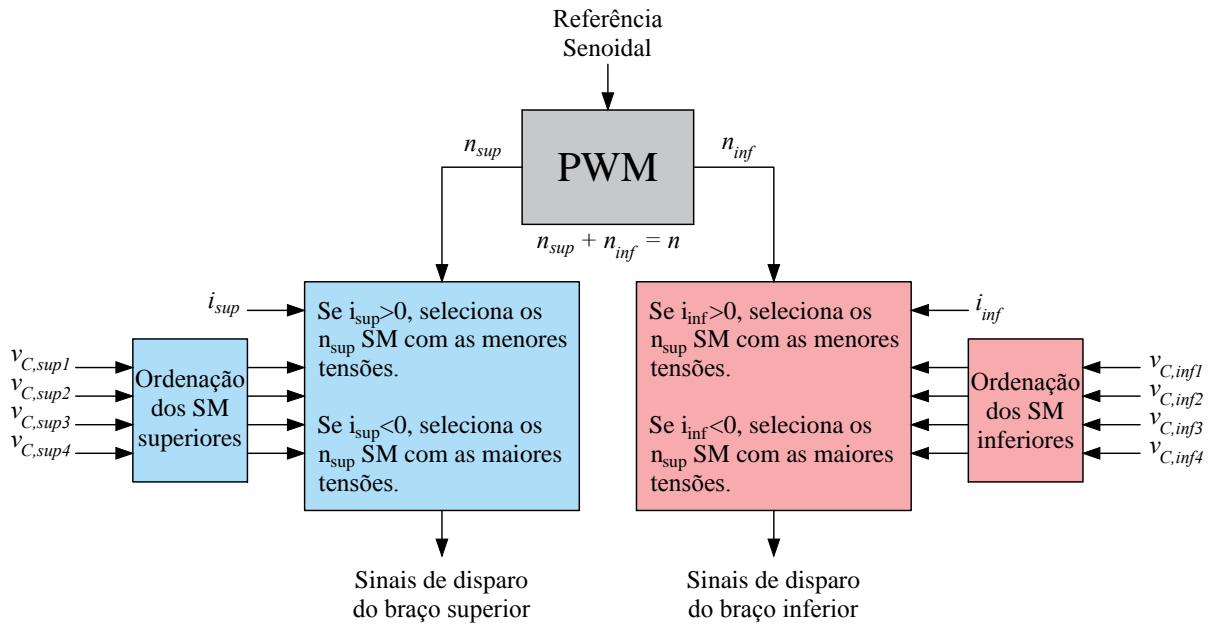 Referência
Senoidal
PWM
n_sup
n_inf
n_sup + n_inf = n
i_sup
Se i_sup>0, seleciona os
n_sup SM com as menores
tensões.
Se i_sup<0, seleciona os
n_sup SM com as maiores
tensões.
v_C,sup1
v_C,sup2
v_C,sup3
v_C,sup4
Ordenação
dos SM
superiores
Se i_inf>0, seleciona os
n_sup SM com as menores
tensões.
Se i_inf<0, seleciona os
n_sup SM com as maiores
tensões.
i_inf
Ordenação
dos SM
inferiores
v_C,inf1
v_C,inf2
v_C,inf3
v_C,inf4
Sinais de disparo
do braço superior
Sinais de disparo
do braço inferior